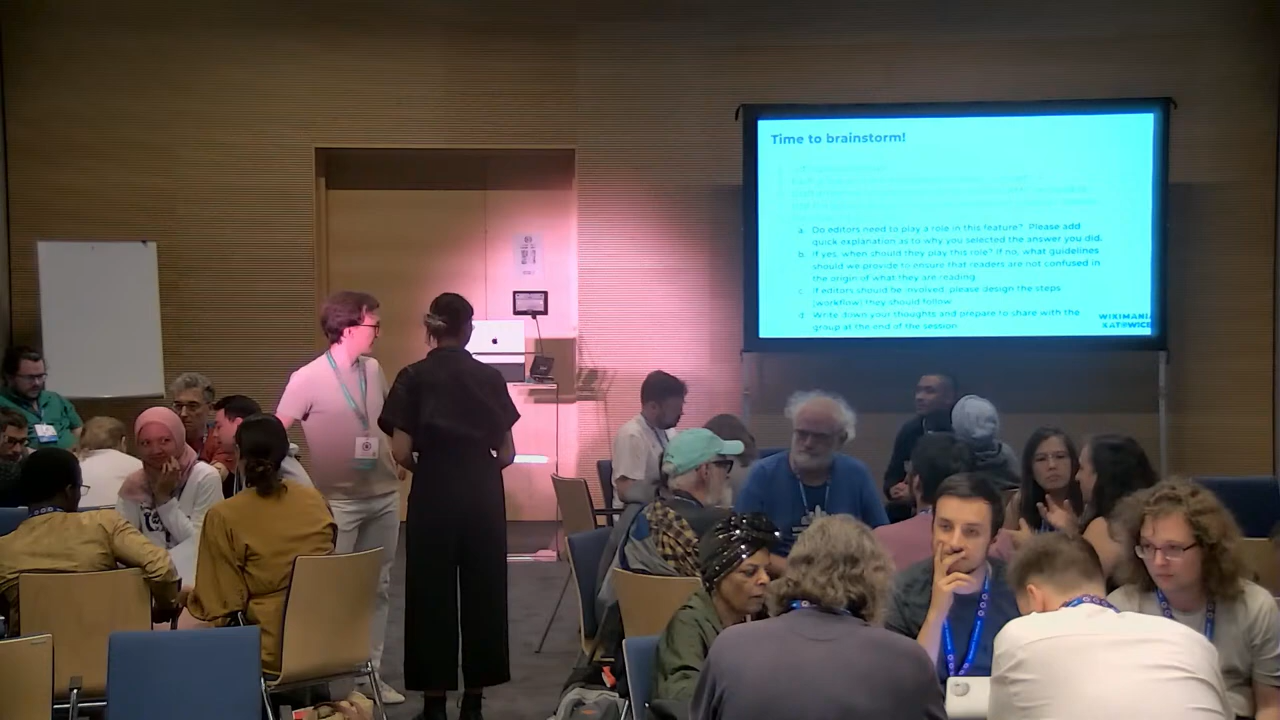 Time to brainstorm!
a. Do editors need to play a role in this feature? Please add
quick explanation as to why you selected the answer you did.
b. If yes, when should they play this role? If no, what guidelines
should we provide to ensure that readers are not confused in
the origin of what they are reading
c. If editors should be involved, please design the steps
(workflow) they should follow.
d. Write down your thoughts and prepare to share with the
group at the end of the session
WIKIMANIA
KATOWICE